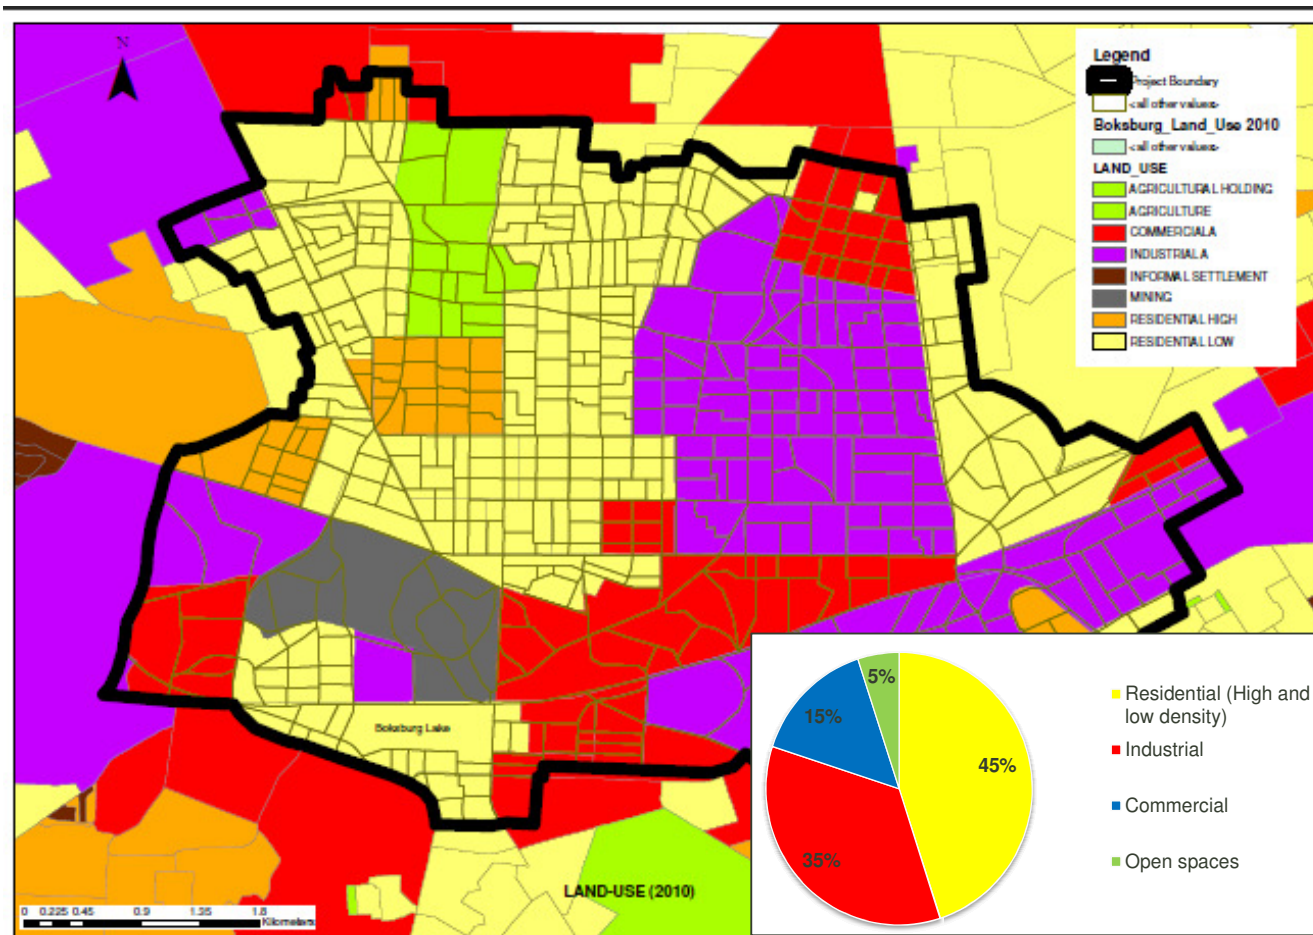 N
Legend
Project Boundary
<all other values>
Boksburg_Land_Use 2010
<all other values>
LAND_USE
AGRICULTURAL HOLDING
AGRICULTURE
COMMERCIALA
INDUSTRIAL A
INFORMAL SETTLEMENT
MINING
RESIDENTIAL HIGH
RESIDENTIAL LOW
Boksburg Lake
5%
15%
45%
35%
Residential (High and
low density)
Industrial
Commercial
Open spaces
LAND-USE (2010)
0 0.225 0.45 0.9 1.35 1.8
Kilometers